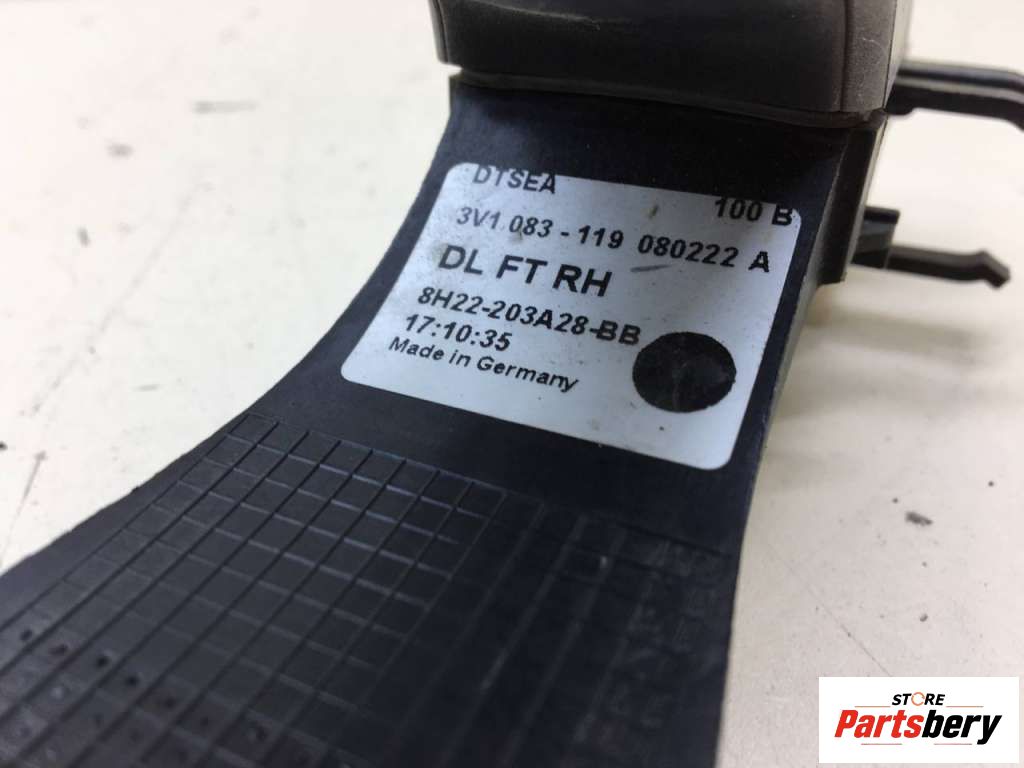 DTSEA
100 B
3V1 083 - 119 080222 A
DL FT RH
8H22-203A28-BB
17:10:35
Made in Germany
STORE
Partsbery